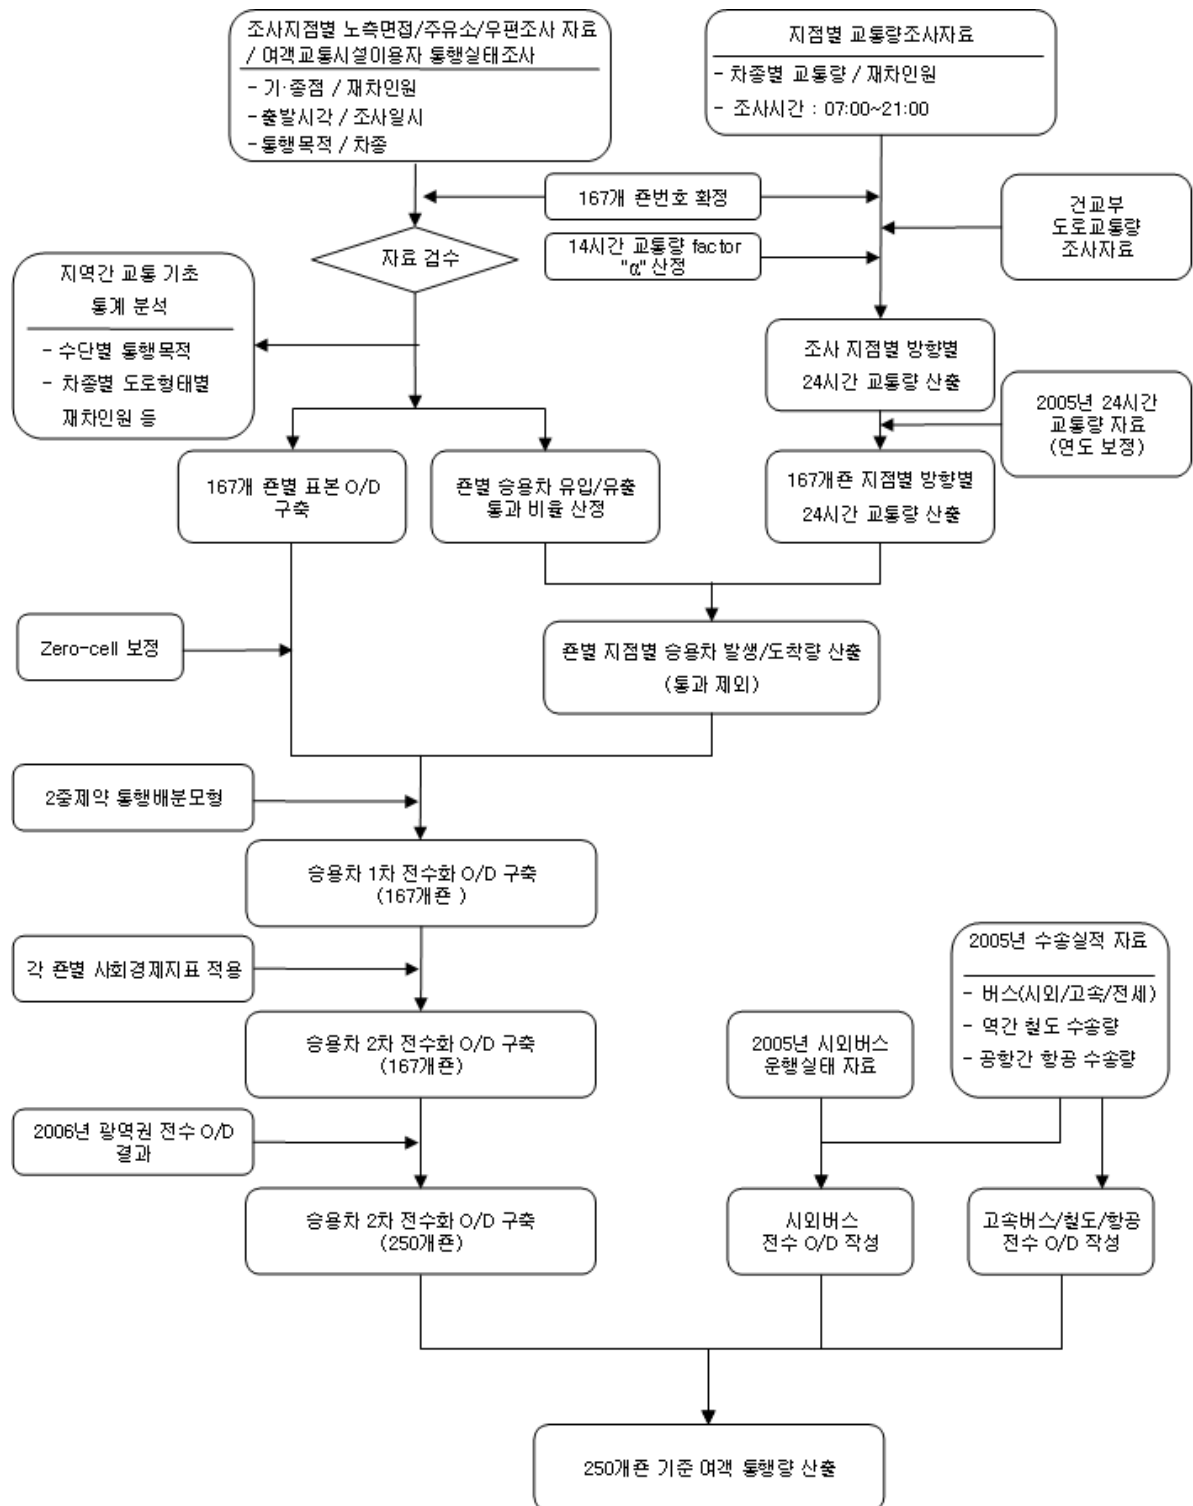 조사지점별 노측면접/주유소/우편조사 자료
/ 여객교통시설이용자 통행실태조사
- 기·종점 / 재차인원
- 출발시각 / 조사일시
- 통행목적 / 차종
지점별 교통량조사자료
- 차종별 교통량 / 재차인원
- 조사시간 : 07:00~21:00
167개 죤번호 확정
건교부
도로교통량
조사자료
자료 검수
14시간 교통량 factor
"α" 산정
지역간 교통 기초
통계 분석
- 수단별 통행목적
- 차종별 도로형태별
재차인원 등
조사 지점별 방향별
24시간 교통량 산출
2005년 24시간
교통량 자료
(연도 보정)
167개 죤별 표본 O/D
구축
죤별 승용차 유입/유출
통과 비율 산정
167개죤 지점별 방향별
24시간 교통량 산출
Zero-cell 보정
죤별 지점별 승용차 발생/도착량 산출
(통과 제외)
2중제약 통행배분모형
승용차 1차 전수화 O/D 구축
(167개죤 )
각 죤별 사회경제지표 적용
2005년 수송실적 자료
- 버스(시외/고속/전세)
- 역간 철도 수송량
- 공항간 항공 수송량
승용차 2차 전수화 O/D 구축
(167개죤)
2005년 시외버스
운행실태 자료
2006년 광역권 전수 O/D
결과
승용차 2차 전수화 O/D 구축
(250개죤)
시외버스
전수 O/D 작성
고속버스/철도/항공
전수 O/D 작성
250개죤 기준 여객 통행량 산출